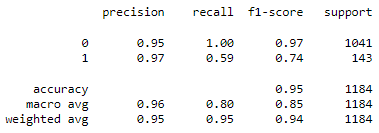 precision recall f1-score support
0 0.95 1.00 0.97 1041
1 0.97 0.59 0.74 143
accuracy 0.95 1184
macro avg 0.96 0.80 0.85 1184
weighted avg 0.95 0.95 0.94 1184